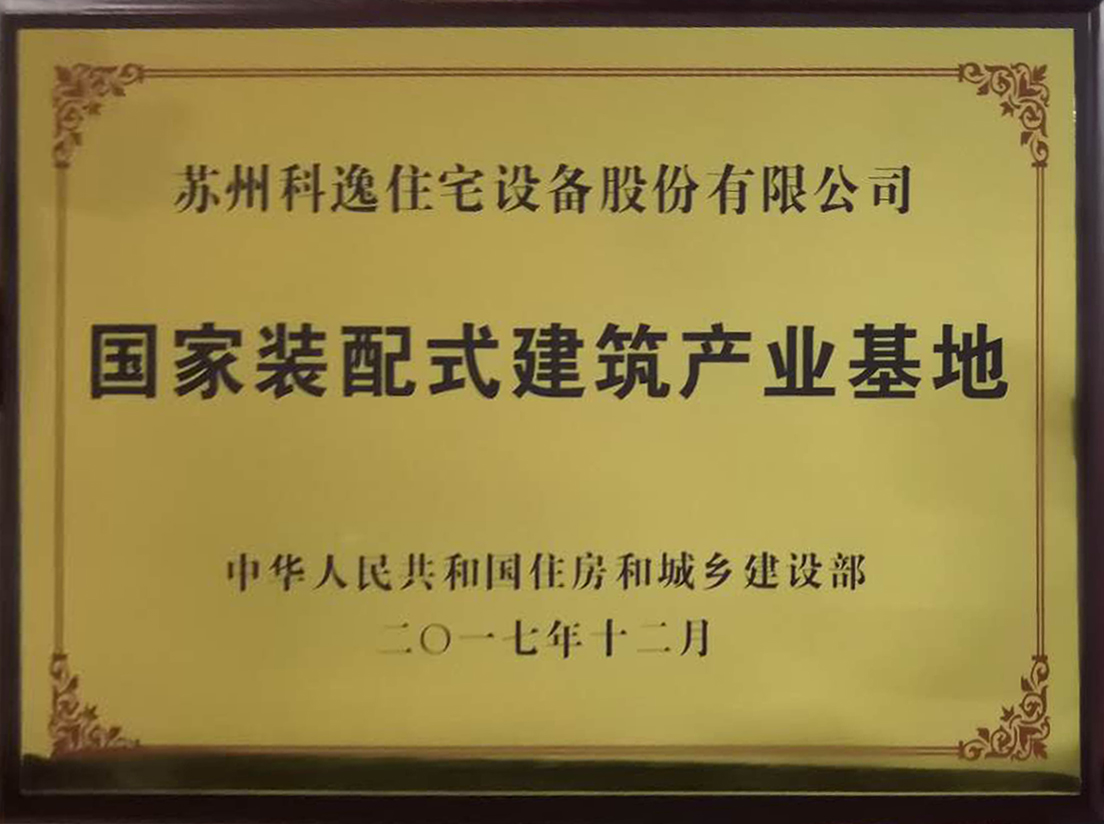 苏州科逸住宅设备股份有限公司
国家装配式建筑产业基地
中华人民共和国住房和城乡建设部
二〇一七年十二月